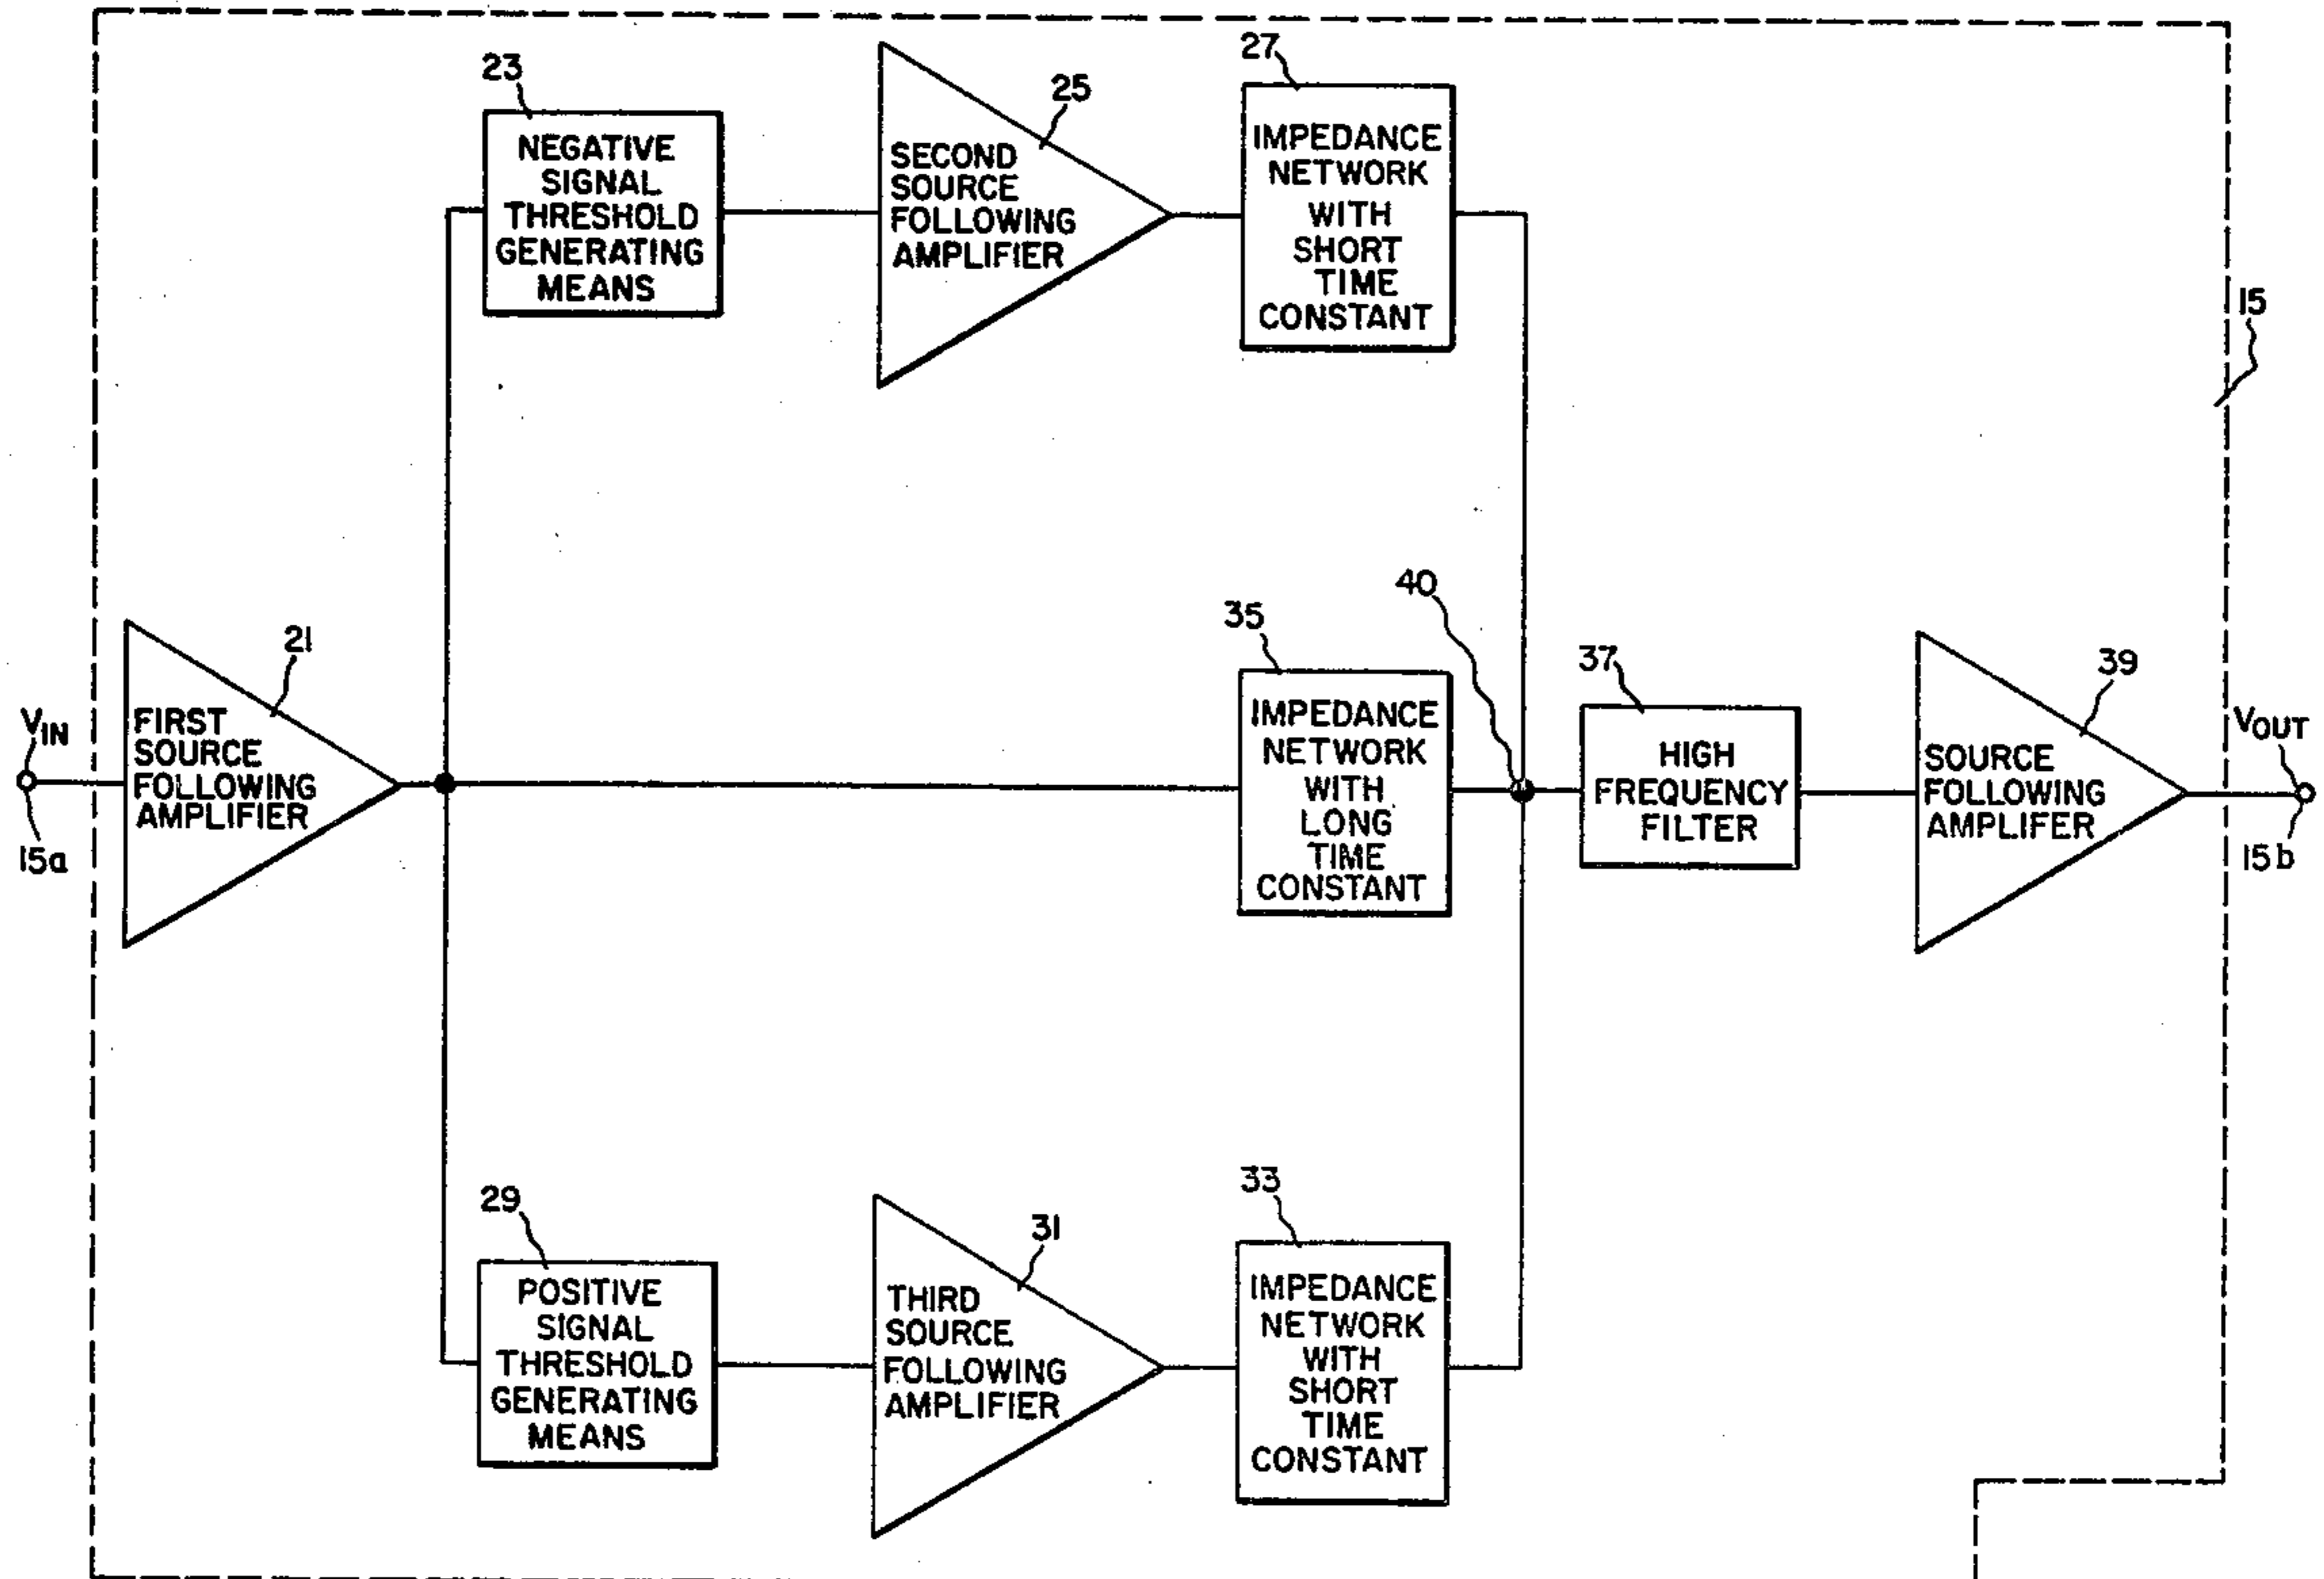 23
NEGATIVE
SIGNAL
THRESHOLD
GENERATING
MEANS
25
SECOND
SOURCE
FOLLOWING
AMPLIFIER
27
IMPEDANCE
NETWORK
WITH
SHORT
TIME
CONSTANT
15
VIN
15a
21
FIRST
SOURCE
FOLLOWING
AMPLIFIER
35
IMPEDANCE
NETWORK
WITH
LONG
TIME
CONSTANT
40
37
HIGH
FREQUENCY
FILTER
39
SOURCE
FOLLOWING
AMPLIFER
VOUT
15b
29
POSITIVE
SIGNAL
THRESHOLD
GENERATING
MEANS
31
THIRD
SOURCE
FOLLOWING
AMPLIFIER
33
IMPEDANCE
NETWORK
WITH
SHORT
TIME
CONSTANT